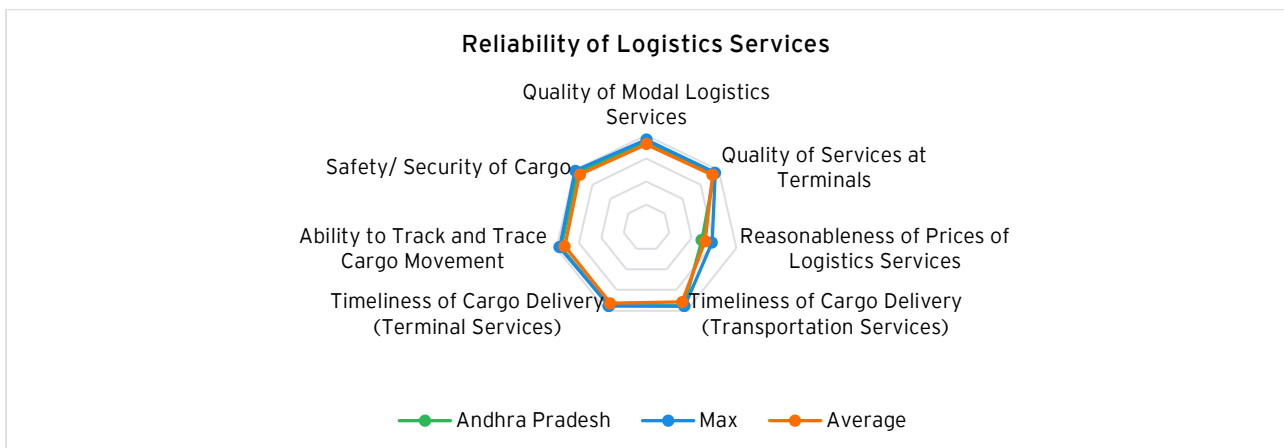 Reliability of Logistics Services
Quality of Modal Logistics
Services
Quality of Services at
Terminals
Reasonableness of Prices of
Logistics Services
Timeliness of Cargo Delivery
(Transportation Services)
Timeliness of Cargo Delivery
(Terminal Services)
Ability to Track and Trace
Cargo Movement
Safety/ Security of Cargo
Andhra Pradesh
Max
Average